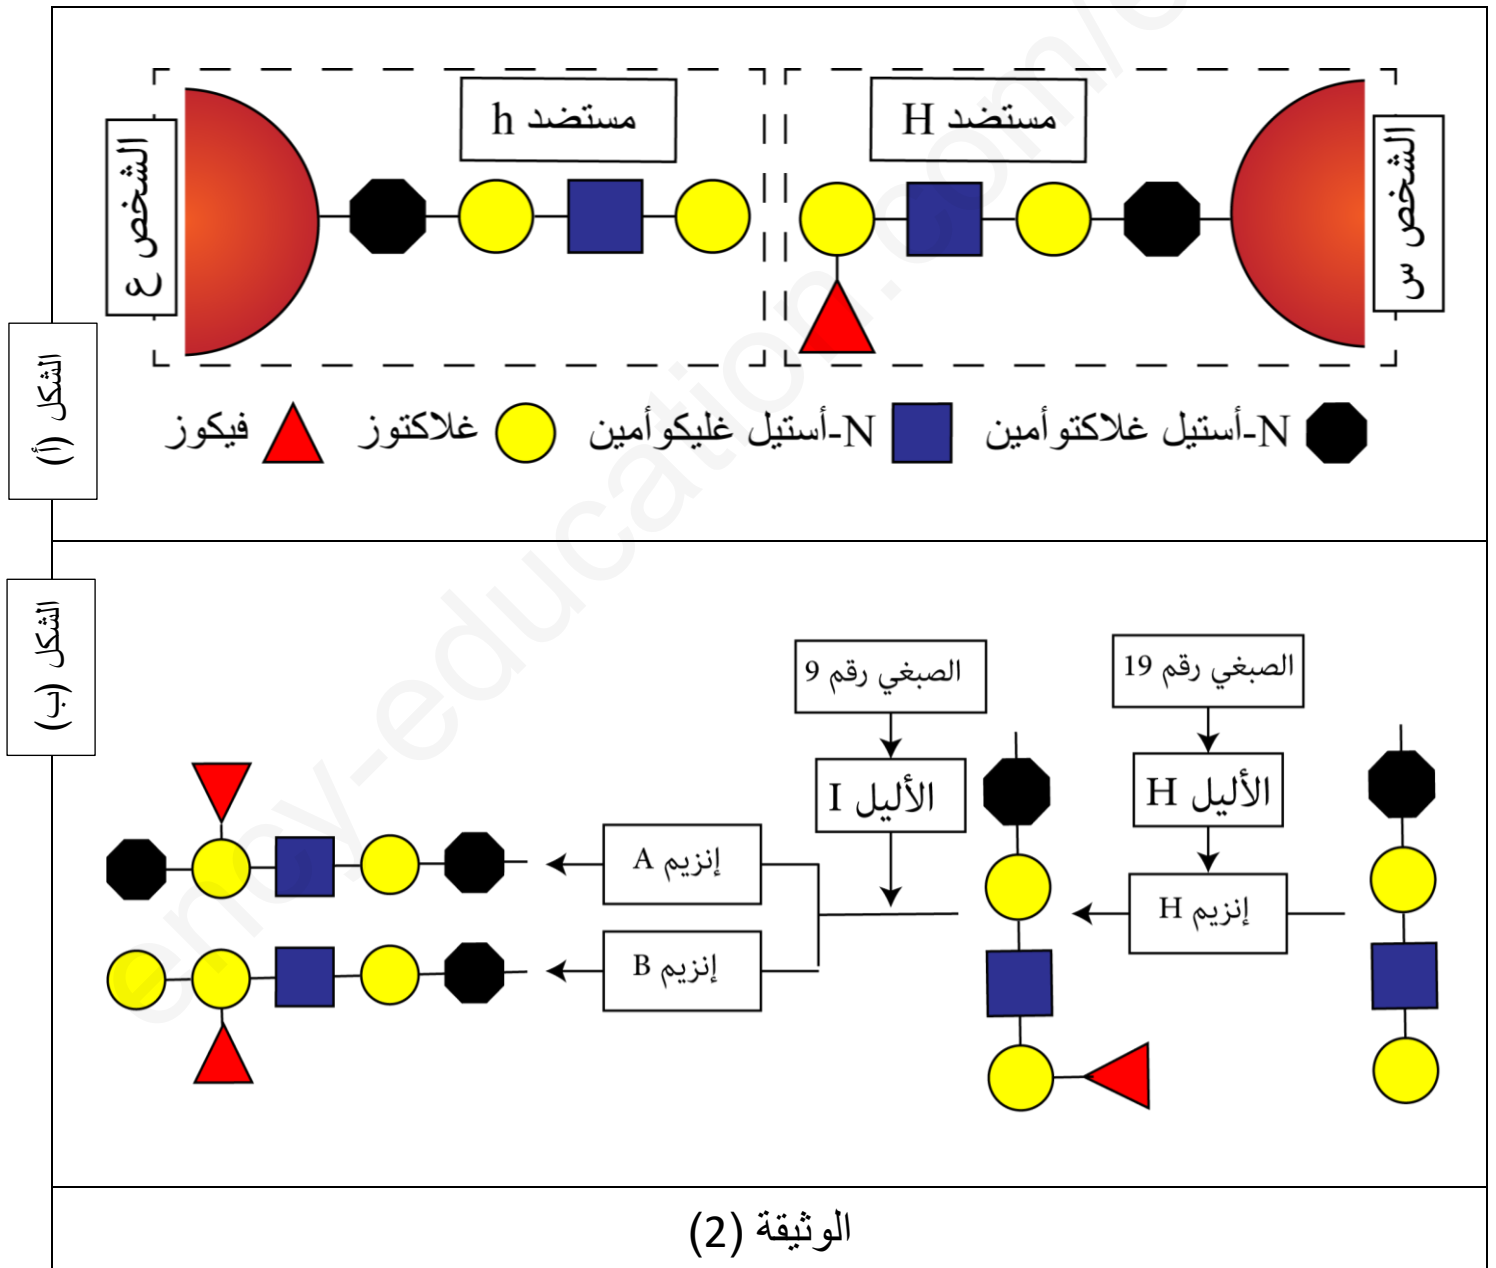 مستضد H
مستضد h
الشخص س
الشخص ع
N-أستيل غلاكتوأمين
N-أستيل غليكوأمين
غلاكتوز
فيكوز
الشكل (أ)
الشكل (ب)
الصبغي رقم 19
الصبغي رقم 9
الأليل H
الأليل I
إنزيم H
إنزيم A
إنزيم B
الوثيقة (2)